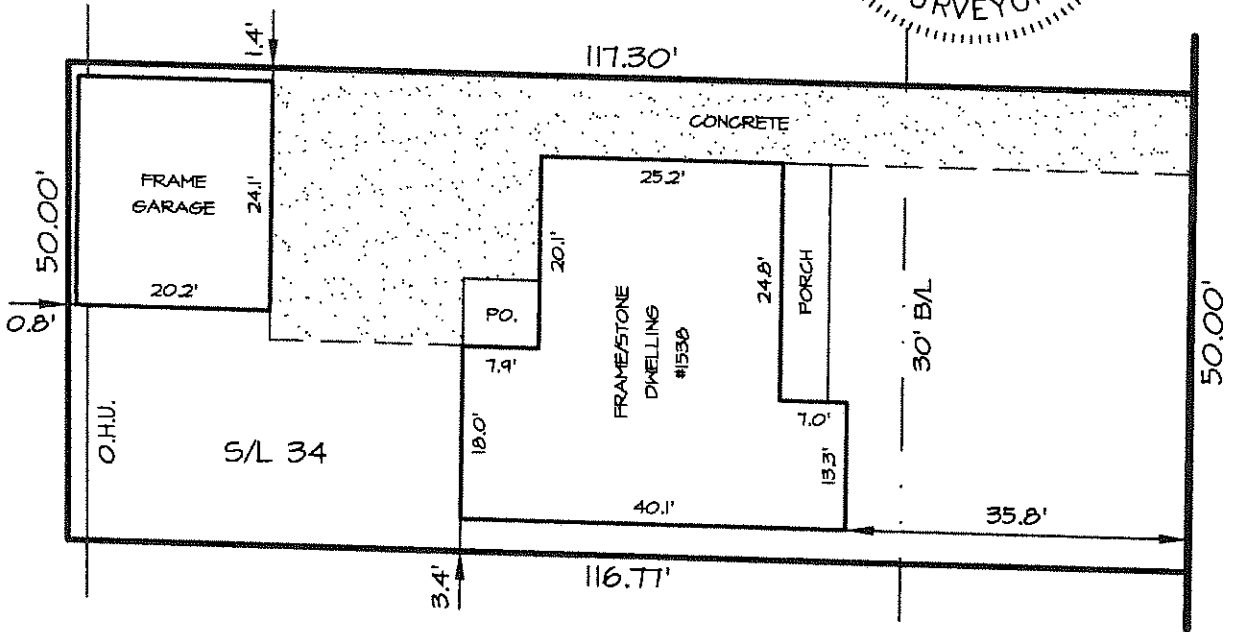 SURVEYO
1.4'
117.30'
CONCRETE
FRAME
GARAGE
24.1'
20.2'
50.00'
0.8'
25.2'
20.1'
24.8'
PORCH
PO.
7.9'
FRAME/STONE
DWELLING
#1538
30' B/L
50.00'
7.0'
13.3'
O.H.U.
S/L 34
18.0'
40.1'
35.8'
3.4'
116.77'